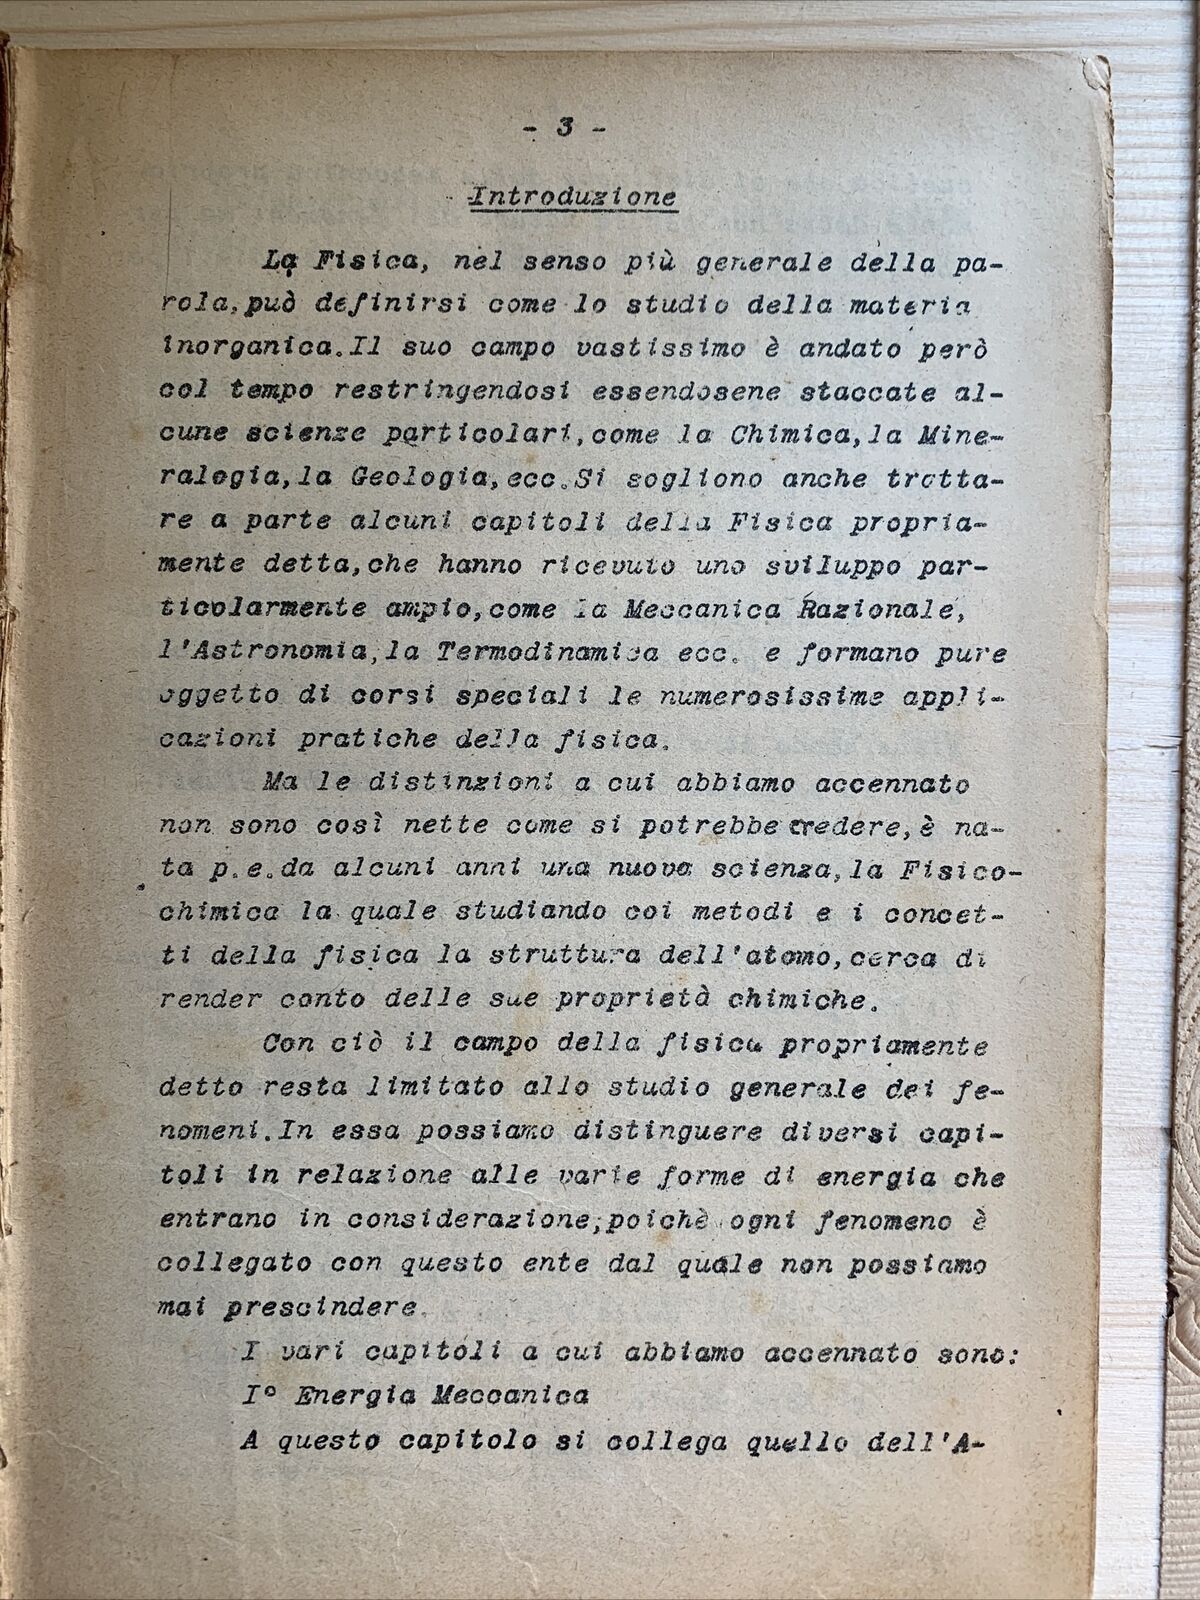 - 3 -
Introduzione
La Fisica, nel senso più generale della pa-
rola,può definirsi come lo studio della materia
inorganica.Il suo campo vastissimo è andato però
col tempo restringendosi essendosene staccate al-
cune scienze particolari,come la Chimica,la Mine-
ralogia,la Geologia,ecc.Si sogliono anche tratta-
re a parte alcuni capitoli della Fisica propria-
mente detta,che hanno ricevuto uno sviluppo par-
ticolarmente ampio,come la Meccanica Razionale,
l'Astronomia,la Termodinamica ecc. e formano pure
oggetto di corsi speciali le numerosissime appli-
cazioni pratiche della fisica.
Ma le distinzioni a cui abbiamo accennato
non sono così nette come si potrebbe credere,è na-
ta p.e.da alcuni anni una nuova scienza,la Fisico-
chimica la quale studiando coi metodi e i concet-
ti della fisica la struttura dell'atomo,cerca di
render conto delle sue proprietà chimiche.
Con ciò il campo della fisica propriamente
detto resta limitato allo studio generale dei fe-
nomeni.In essa possiamo distinguere diversi capi-
toli in relazione alle varie forme di energia che
entrano in considerazione,poichè ogni fenomeno è
collegato con questo ente dal quale non possiamo
mai prescindere.
I vari capitoli a cui abbiamo accennato sono:
I° Energia Meccanica
A questo capitolo si collega quello dell'A-